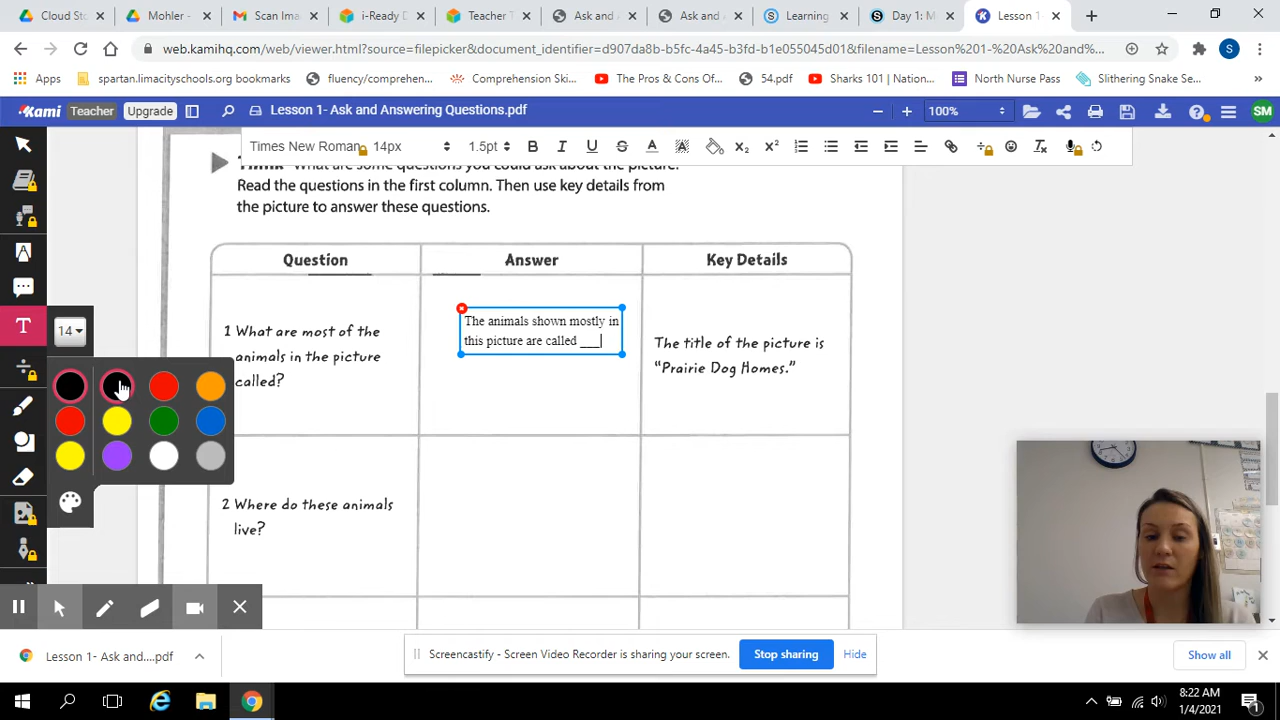 Cloud Sto
Mohler -
Scan Ima
i-Ready D
Teacher T
Ask and A
Ask and A
Learning
Day 1: M
Lesson 1-
web.kamihq.com/web/viewer.html?source=filepicker&document_identifier=d907da8b-b5fc-4a45-b3fd-b1e055045d01&filename=Lesson%201-%20Ask%20and%...
S
Apps
spartan.limacityschools.org bookmarks
fluency/comprehen...
Comprehension Ski...
The Pros & Cons Of...
54.pdf
Sharks 101 | Nation...
North Nurse Pass
Slithering Snake Se...
»
Kami
Teacher
Upgrade
Lesson 1- Ask and Answering Questions.pdf
100%
SM
Times New Roman
14px
1.5pt
B I U S A
Think What are some questions you could ask about the picture?
Read the questions in the first column. Then use key details from
the picture to answer these questions.
Question
Answer
Key Details
1 What are most of the
animals in the picture
called?
The animals shown mostly in
this picture are called ___
The title of the picture is
“Prairie Dog Homes.”
2 Where do these animals
live?
T
14
Lesson 1- Ask and....pdf
Screencastify - Screen Video Recorder is sharing your screen.
Stop sharing
Hide
Show all
8:22 AM
1/4/2021